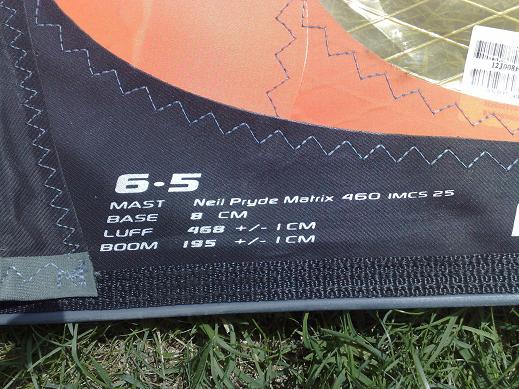 6.5
MAST Neil Pryde Matrix 460 IMCS 25
BASE 8 CM
LUFF 468 +/- 1 CM
BOOM 195 +/- 1 CM